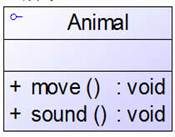 Animal
+ move () : void
+ sound () : void